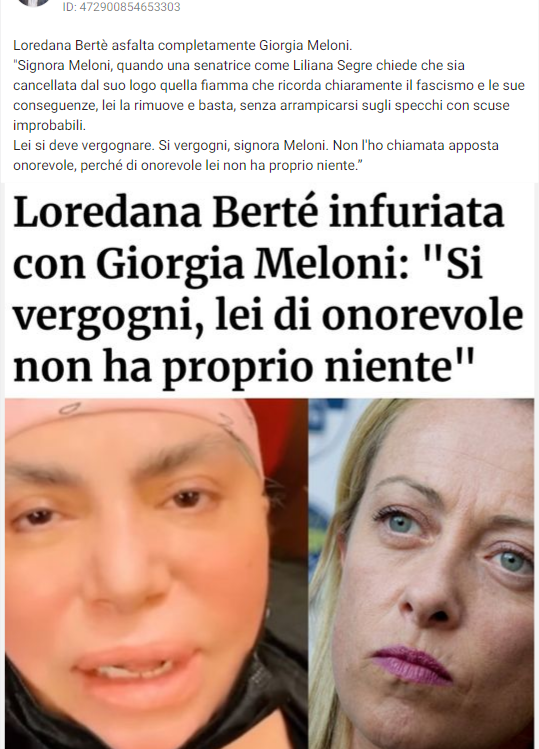 ID: 472900854653303
Loredana Bertè asfalta completamente Giorgia Meloni.
"Signora Meloni, quando una senatrice come Liliana Segre chiede che sia
cancellata dal suo logo quella fiamma che ricorda chiaramente il fascismo e le sue
conseguenze, lei la rimuove e basta, senza arrampicarsi sugli specchi con scuse
improbabili.
Lei si deve vergognare. Si vergogni, signora Meloni. Non l'ho chiamata apposta
onorevole, perché di onorevole lei non ha proprio niente.”
Loredana Berté infuriata
con Giorgia Meloni: "Si
vergogni, lei di onorevole
non ha proprio niente"